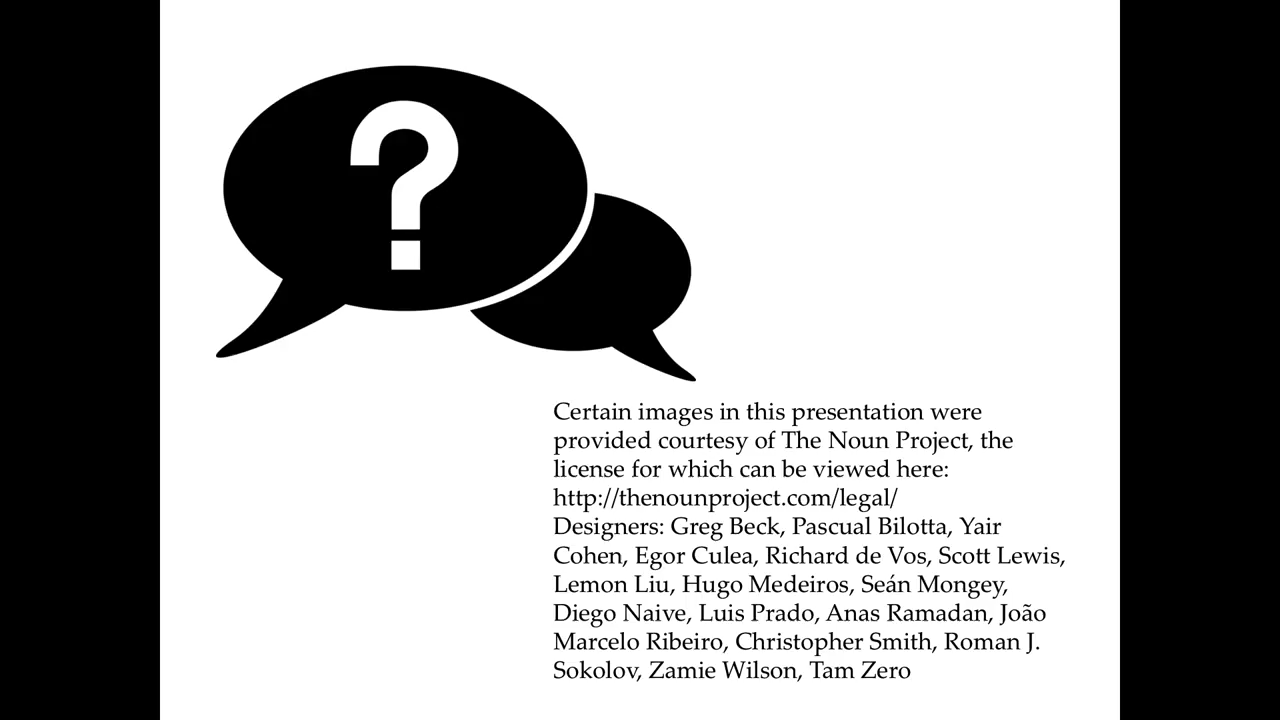 ?
Certain images in this presentation were
provided courtesy of The Noun Project, the
license for which can be viewed here:
http://thenounproject.com/legal/
Designers: Greg Beck, Pascual Bilotta, Yair
Cohen, Egor Culea, Richard de Vos, Scott Lewis,
Lemon Liu, Hugo Medeiros, Seán Mongey,
Diego Naive, Luis Prado, Anas Ramadan, João
Marcelo Ribeiro, Christopher Smith, Roman J.
Sokolov, Zamie Wilson, Tam Zero